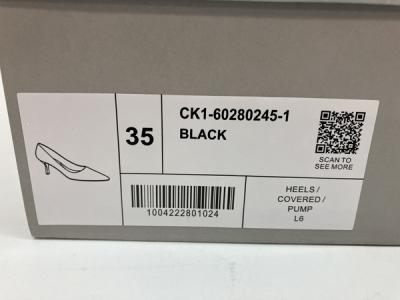 35
CK1-60280245-1
BLACK
SCAN TO
SEE MORE
1004222801024
HEELS /
COVERED /
PUMP
L6